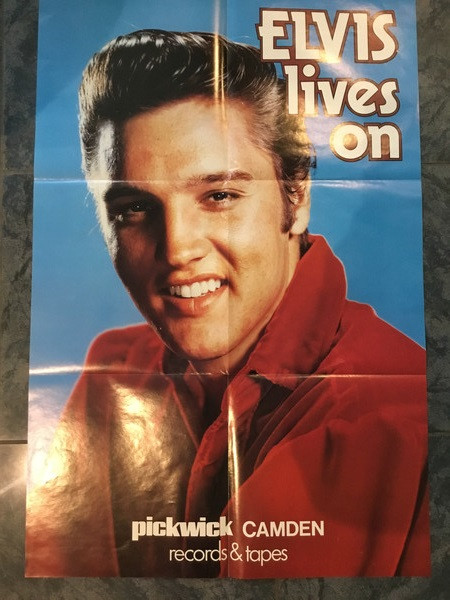 ELVIS
lives
on
pickwick CAMDEN
records & tapes